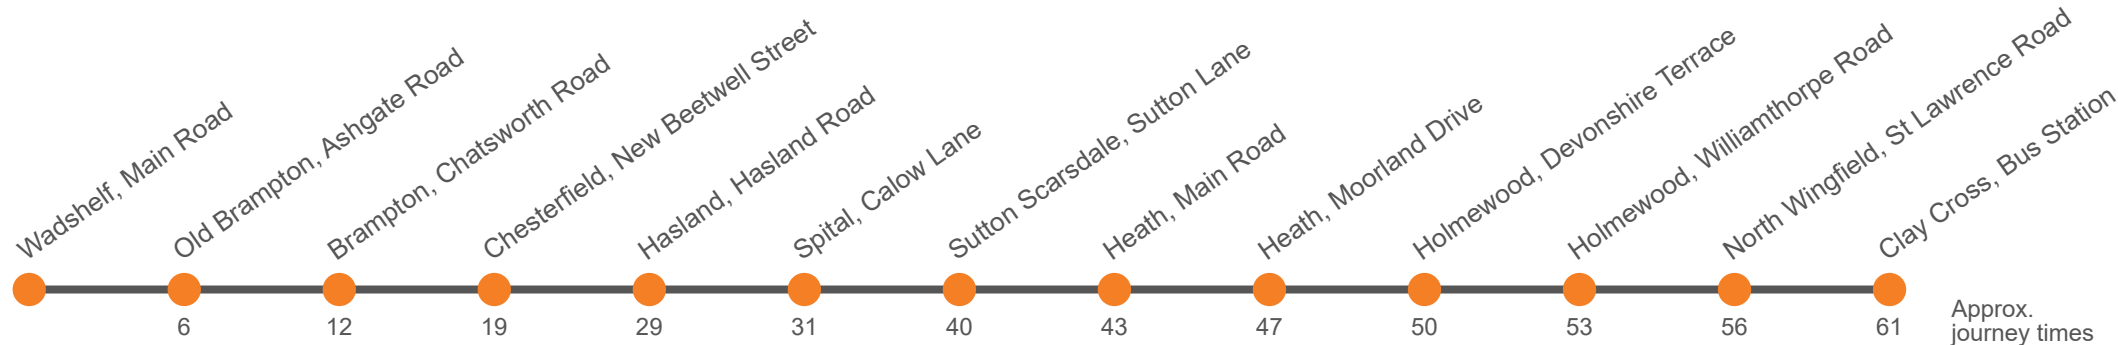 Wadshelf, Main Road
Old Brampton, Ashgate Road
Brampton, Chatsworth Road
Chesterfield, New Beetwell Street
Hasland, Hasland Road
Spital, Calow Lane
Sutton Scarsdale, Sutton Lane
Heath, Main Road
Heath, Moorland Drive
Holmewood, Devonshire Terrace
Holmewood, Williamthorpe Road
North Wingfield, St Lawrence Road
Clay Cross, Bus Station
6 12 19 29 31 40 43 47 50 53 56 61
Approx.
journey times